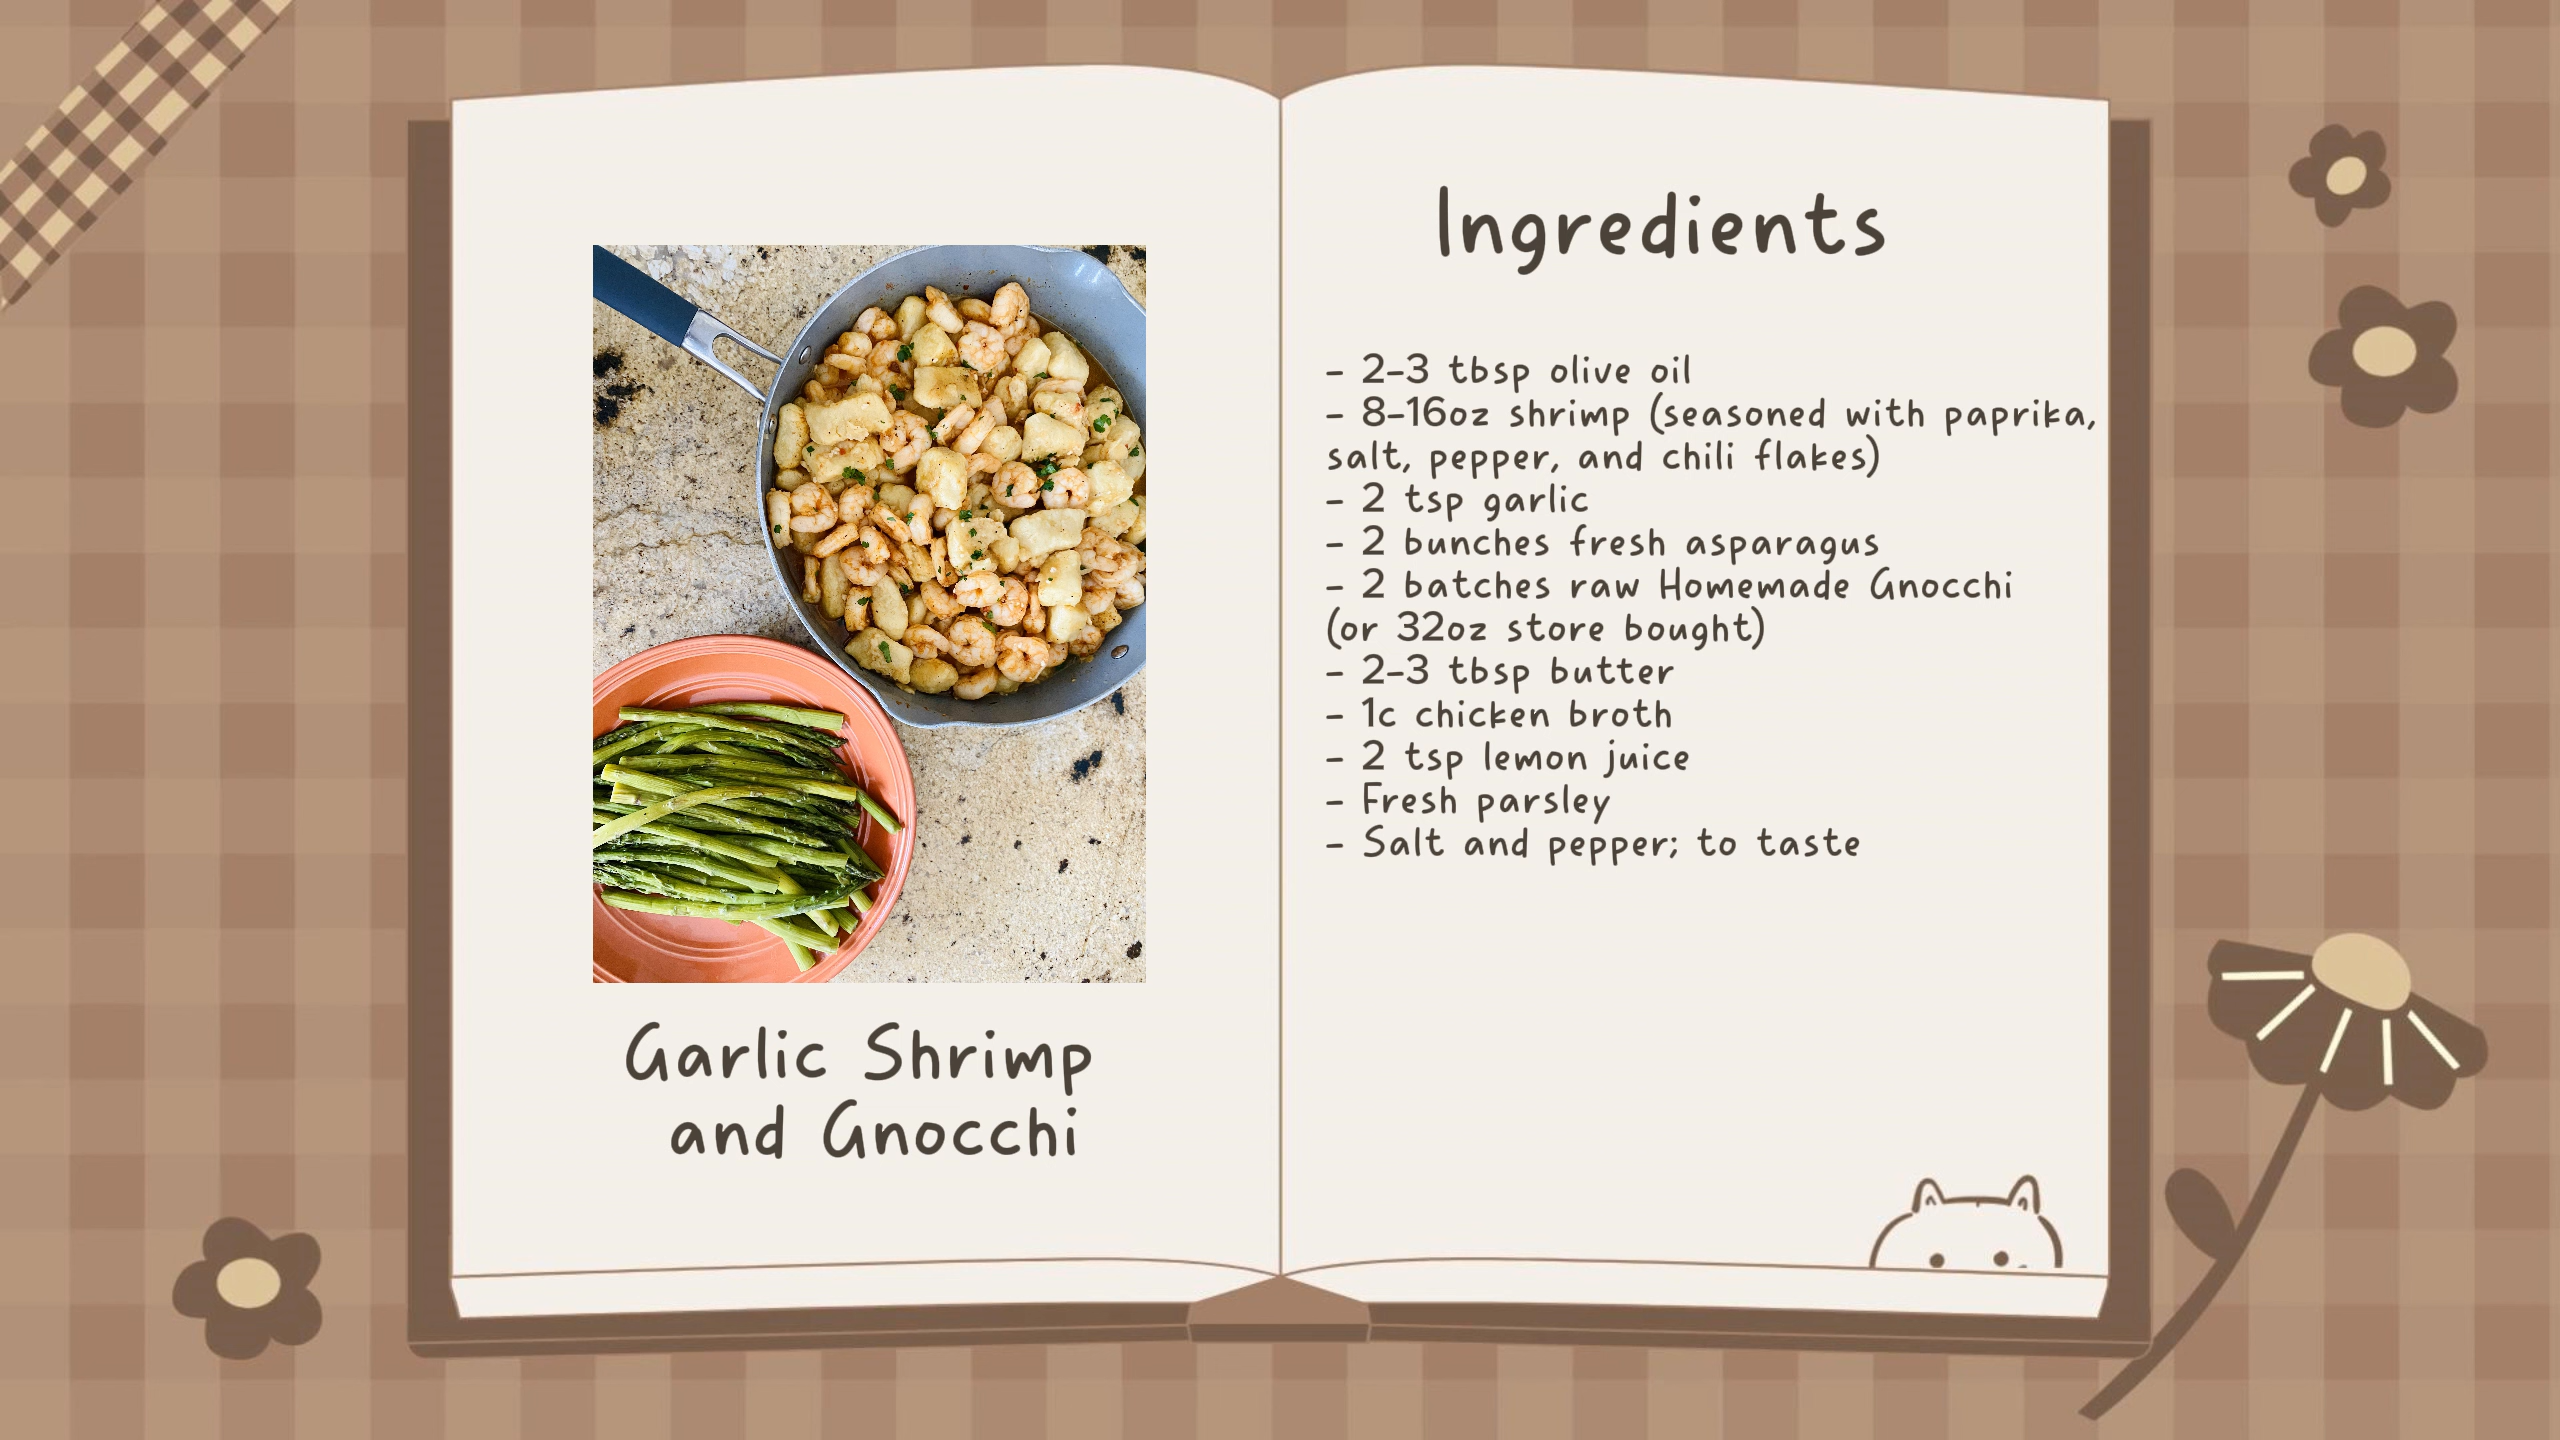 Garlic Shrimp
and Gnocchi
Ingredients
- 2-3 tbsp olive oil
- 8-16oz shrimp (seasoned with paprika,
salt, pepper, and chili flakes)
- 2 tsp garlic
- 2 bunches fresh asparagus
- 2 batches raw Homemade Gnocchi
(or 32oz store bought)
- 2-3 tbsp butter
- 1c chicken broth
- 2 tsp lemon juice
- Fresh parsley
- Salt and pepper; to taste